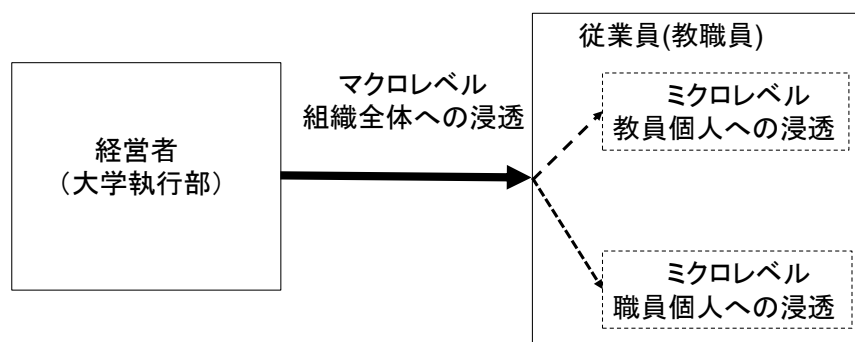 従業員(教職員)
マクロレベル
組織全体への浸透
ミクロレベル
教員個人への浸透
経営者
（大学執行部）
ミクロレベル
職員個人への浸透